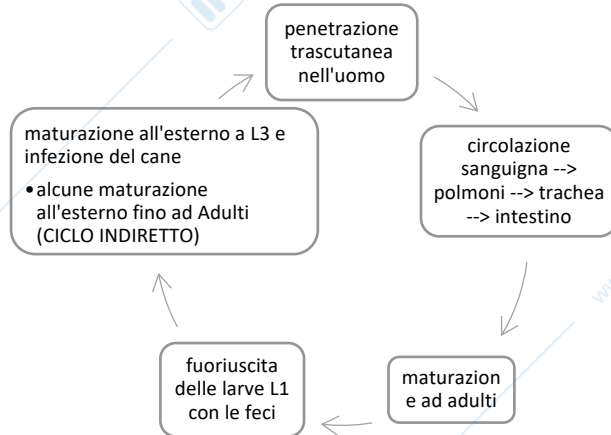 penetrazione
trascutanea
nell'uomo
circolazione
sanguigna -->
polmoni --> trachea
--> intestino
maturazion
e ad adulti
fuoriuscita
delle larve L1
con le feci
maturazione all'esterno a L3 e
infezione del cane
•alcune maturazione
all'esterno fino ad Adulti
(CICLO INDIRETTO)